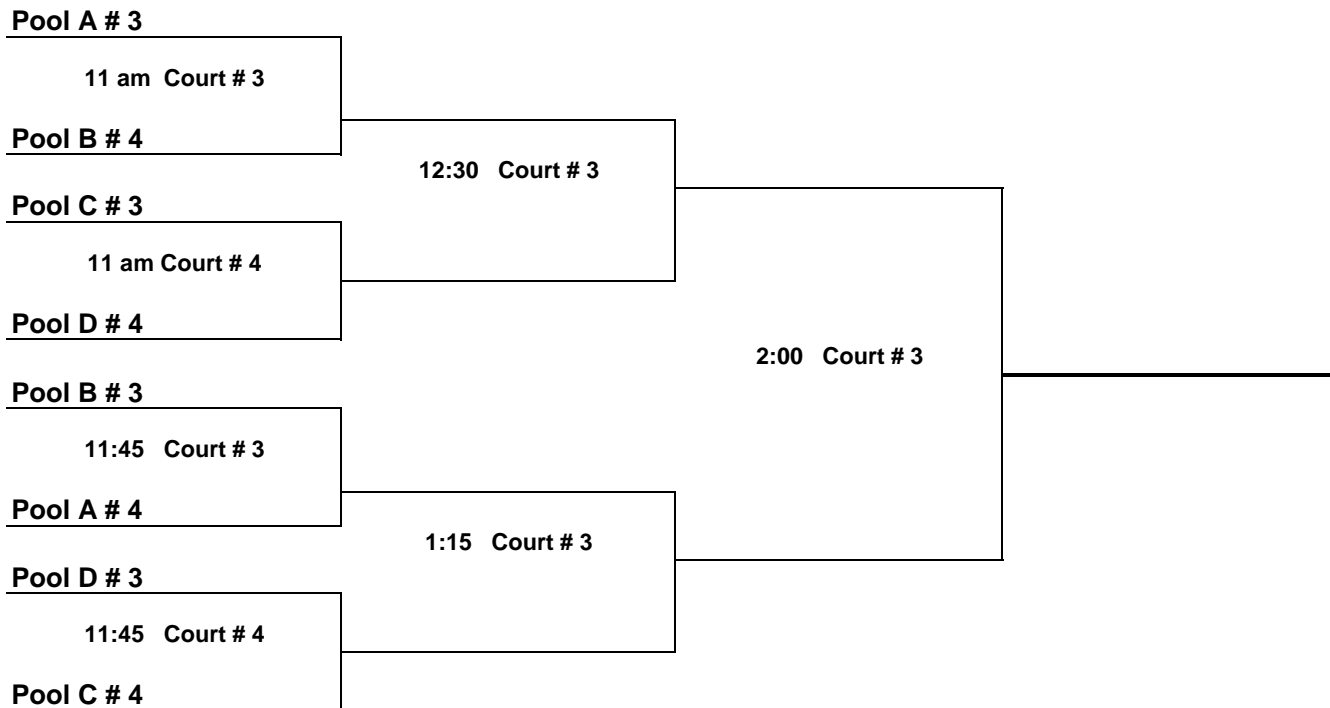 Pool A # 3
11 am  Court # 3
Pool B # 4
12:30   Court # 3
Pool C # 3
11 am Court # 4
Pool D # 4
2:00   Court # 3
Pool B # 3
11:45   Court # 3
Pool A # 4
1:15   Court # 3
Pool D # 3
11:45   Court # 4
Pool C # 4